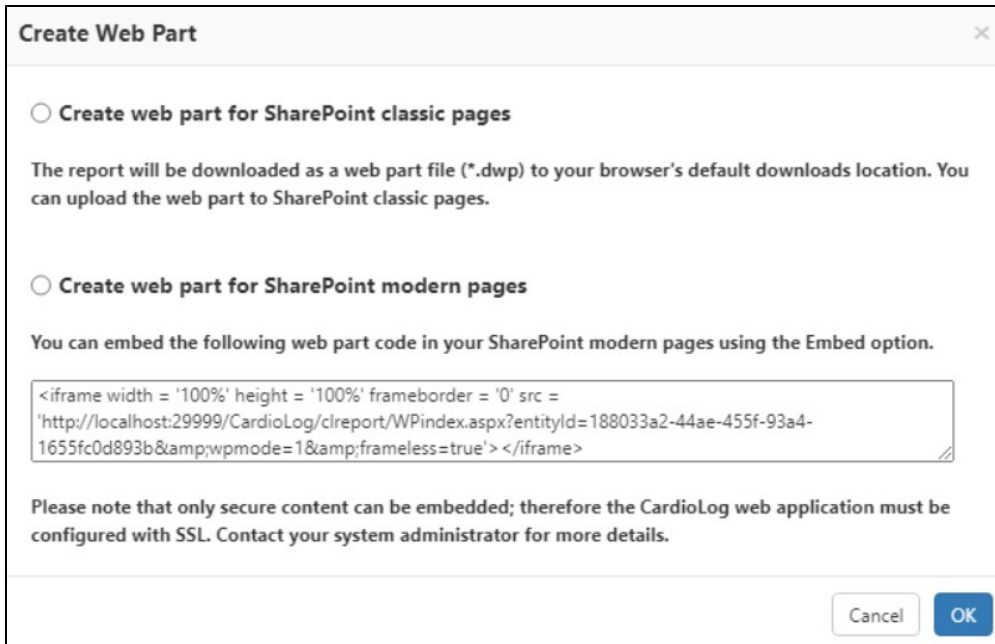 Create Web Part
Create web part for SharePoint classic pages
The report will be downloaded as a web part file (*.dwp) to your browser's default downloads location. You
can upload the web part to SharePoint classic pages.
Create web part for SharePoint modern pages
You can embed the following web part code in your SharePoint modern pages using the Embed option.
<iframe width = '100%' height = '100%' frameborder = '0' src =
'http://localhost:29999/CardioLog/clreport/WPindex.aspx?entityId=188033a2-44ae-455f-93a4-
1655fc0d893b&amp;wpmode=1&amp;frameless=true'></iframe>
Please note that only secure content can be embedded; therefore the CardioLog web application must be
configured with SSL. Contact your system administrator for more details.
Cancel OK